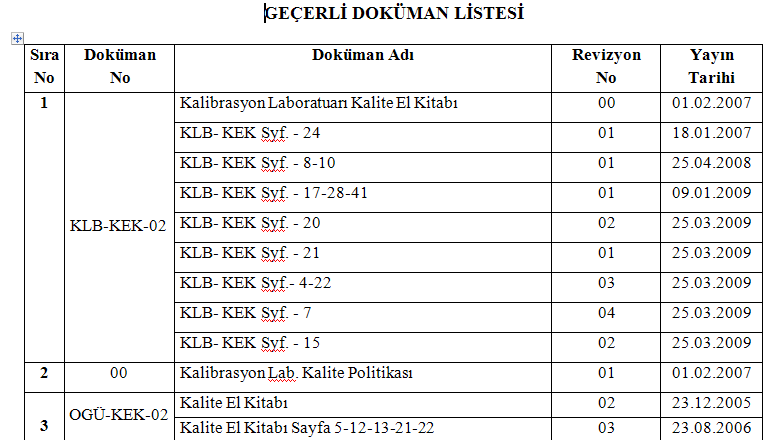 GEÇERLİ DOKÜMAN LİSTESİ
Sıra No Doküman No Doküman Adı Revizyon No Yayın Tarihi
1 KLB-KEK-02 Kalibrasyon Laboratuarı Kalite El Kitabı 00 01.02.2007
KLB- KEK Syf. - 24 01 18.01.2007
KLB- KEK Syf. - 8-10 01 25.04.2008
KLB- KEK Syf. - 17-28-41 01 09.01.2009
KLB- KEK Syf. - 20 02 25.03.2009
KLB- KEK Syf. - 21 01 25.03.2009
KLB- KEK Syf.- 4-22 03 25.03.2009
KLB- KEK Syf. - 7 04 25.03.2009
KLB- KEK Syf. - 15 02 25.03.2009
2 00 Kalibrasyon Lab. Kalite Politikası 01 01.02.2007
3 OGÜ-KEK-02 Kalite El Kitabı 02 23.12.2005
Kalite El Kitabı Sayfa 5-12-13-21-22 03 23.08.2006